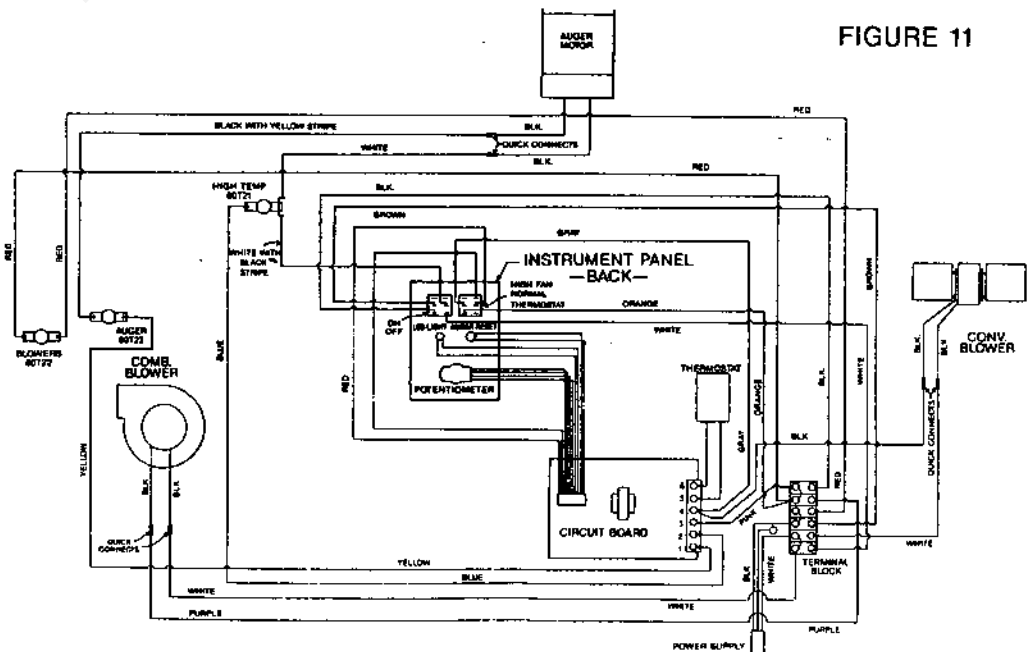 FIGURE 11
AUGER
MOTOR
RED
BLACK WITH YELLOW STRIPE
BLK.
WHITE
QUICK CONNECTS
BLK.
RED
HIGH TEMP
60T21
BLK.
BROWN
GRAY
RED
RED
WHITE WITH
BLACK
STRIPE
INSTRUMENT PANEL
—BACK—
HIGH FAN
NORMAL
THERMOSTAT
ORANGE
BROWN
ON
OFF
LIGHT
RESET
WHITE
AUGER
60T22
BLOWERS
60T22
COMB.
BLOWER
BLUE
RED
POTENTIOMETER
THERMOSTAT
ORANGE
BLK
WHITE
BLK.
BLK
CONV.
BLOWER
YELLOW
GRAY
BLK
RED
QUICK CONNECTS
BLK
BLK
6
5
4
3
2
1
PINK
CIRCUIT BOARD
QUICK
CONNECTS
YELLOW
BLUE
BLK
WHITE
WHITE
TERMINAL
BLOCK
WHITE
WHITE
PURPLE
PURPLE
POWER SUPPLY